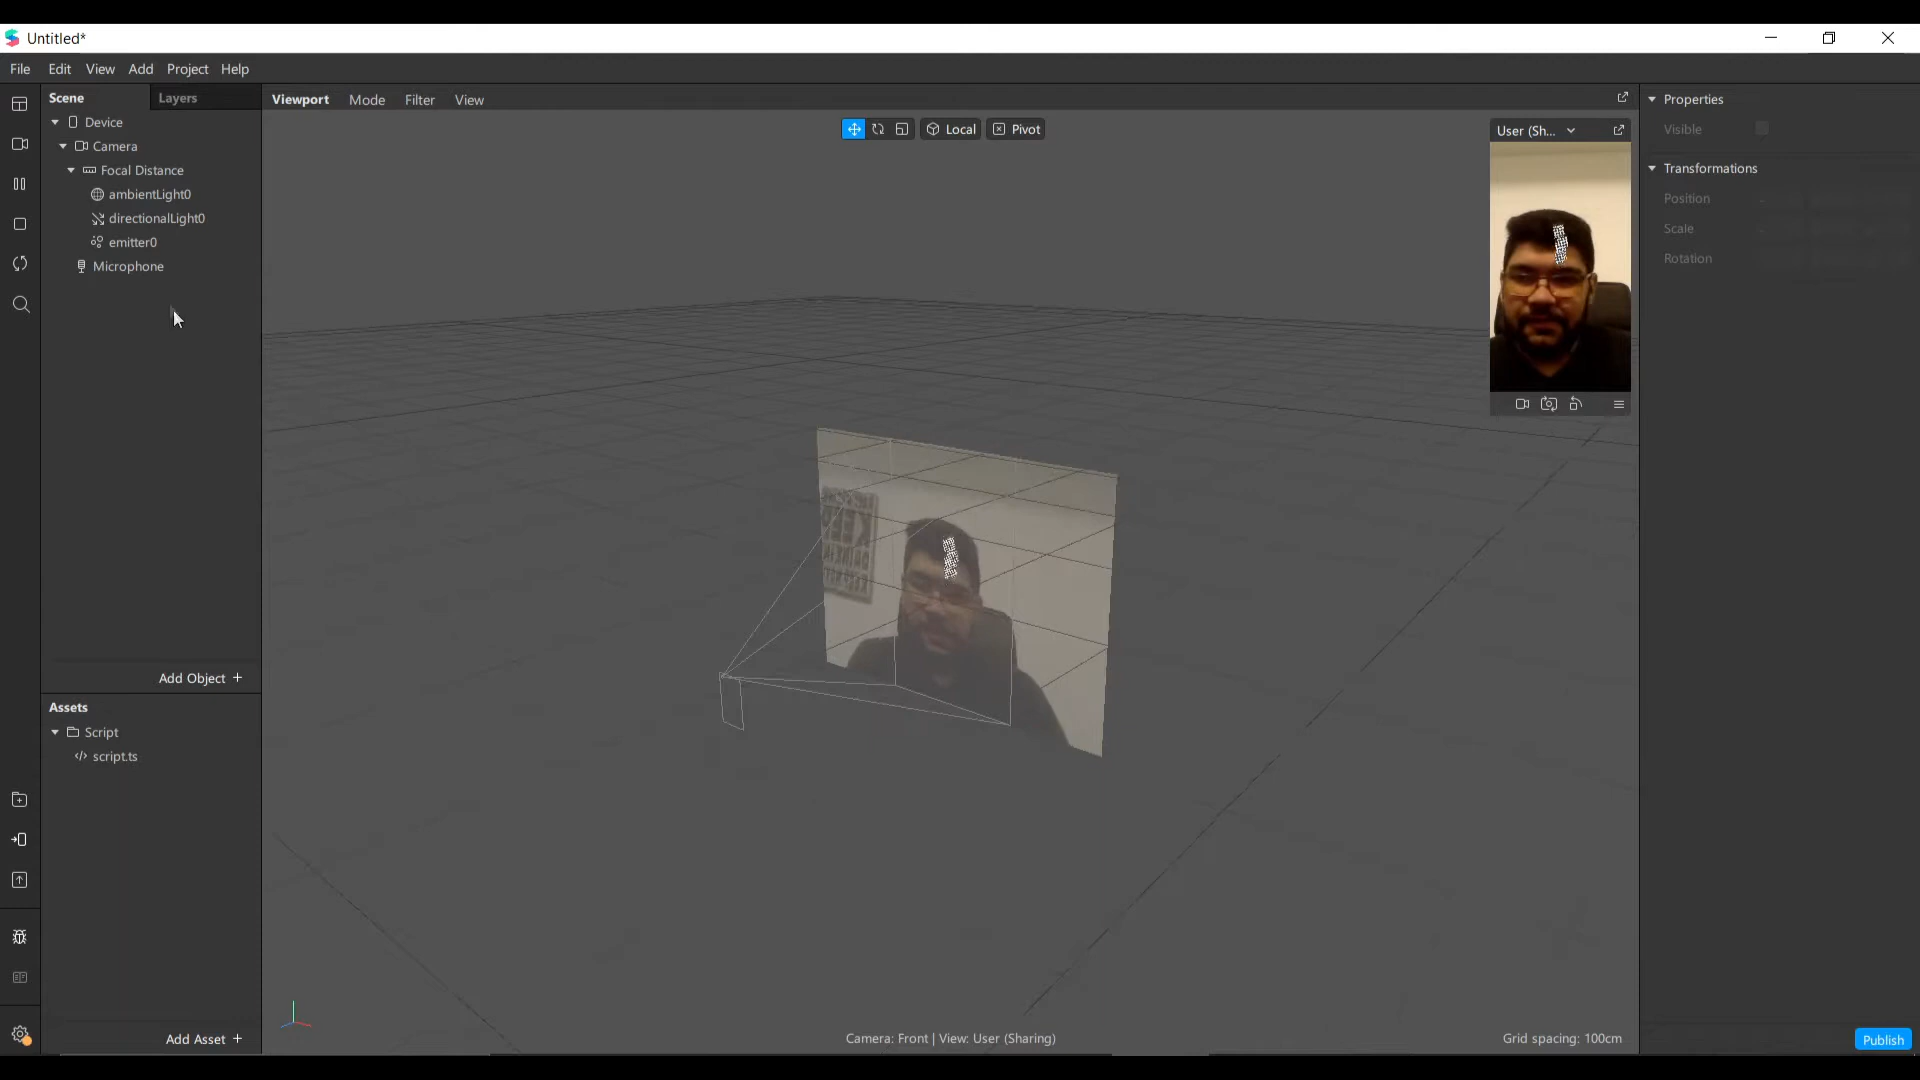 Untitled*
File Edit View Add Project Help
Scene Layers
Device
Camera
Focal Distance
ambientLight0
directionalLight0
emitter0
Microphone
Add Object +
Assets
Script
script.ts
Add Asset +
Viewport Mode Filter View
Local Pivot
User (Sh...
Camera: Front | View: User (Sharing)
Grid spacing: 100cm
Properties
Visible
Transformations
Position
Scale
Rotation
Publish